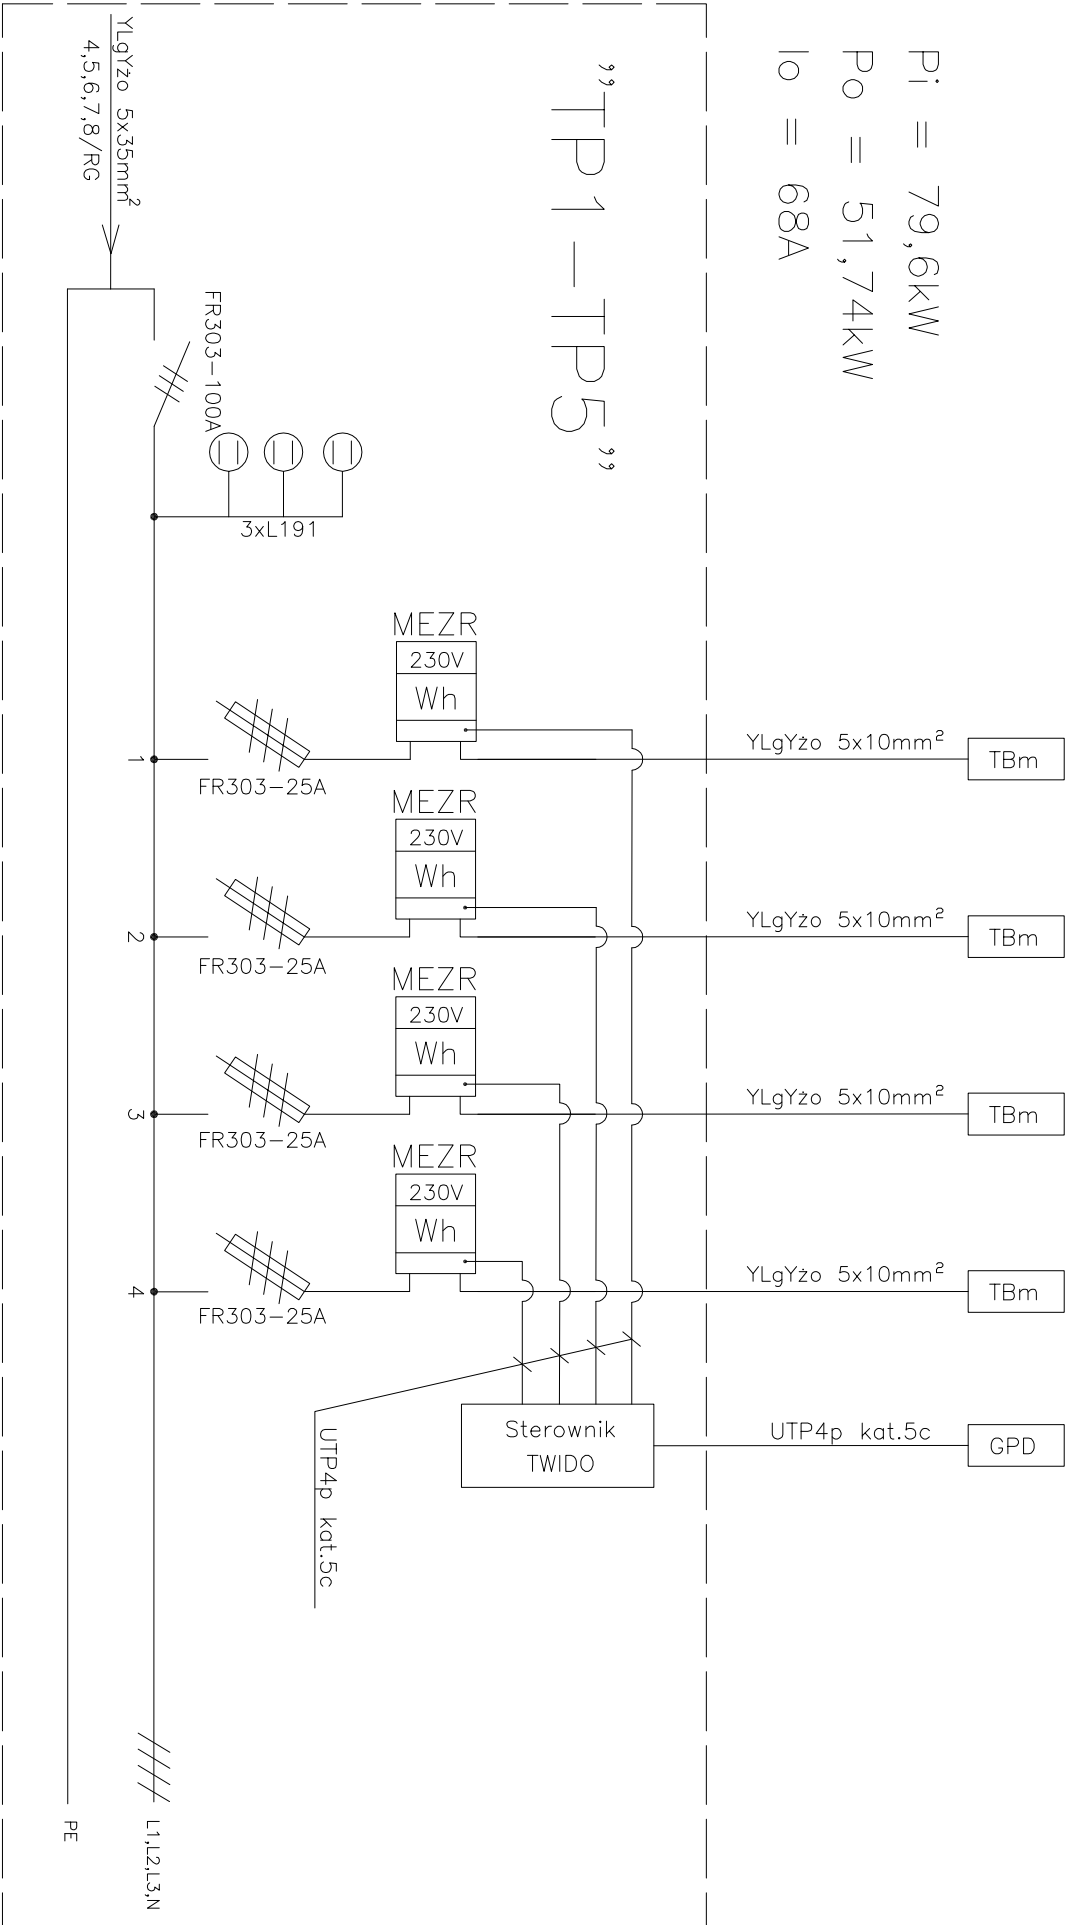 Pi = 79,6kW
Po = 51,74kW
Io = 68A
„TP1-TP5”
YLgYżo 5x35mm²
4,5,6,7,8/RG
FR303-100A
3xL191
MEZR
230V
Wh
FR303-25A
1
YLgYżo 5x10mm²
TBm
MEZR
230V
Wh
FR303-25A
2
YLgYżo 5x10mm²
TBm
MEZR
230V
Wh
FR303-25A
3
YLgYżo 5x10mm²
TBm
MEZR
230V
Wh
FR303-25A
4
YLgYżo 5x10mm²
TBm
Sterownik
TWIDO
UTP4p kat.5c
GPD
UTP4p kat.5c
L1,L2,L3,N
PE